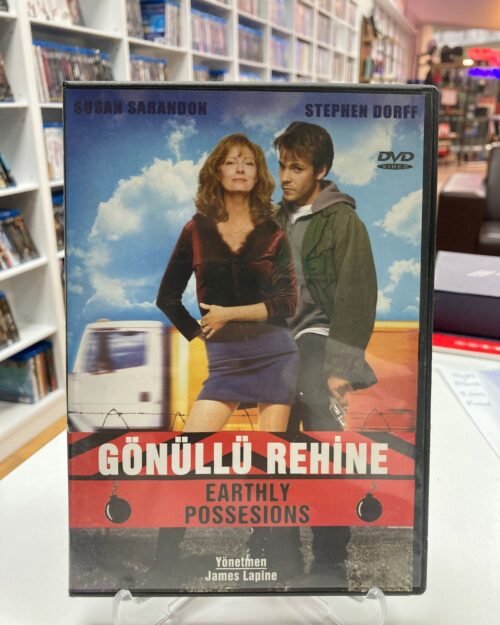 SUSAN SARANDON STEPHEN DORFF
DVD
VIDEO
GÖNÜLLÜ REHİNE
EARTHLY
POSSESIONS
Yönetmen
James Lapine